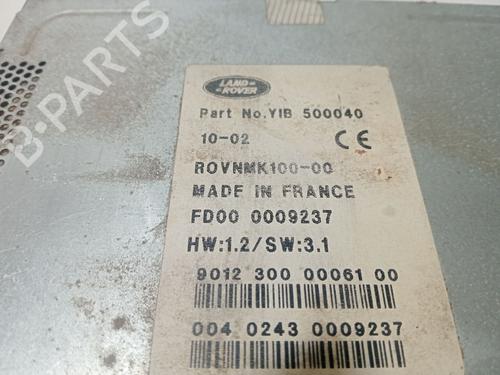 B-PARTS
LAND
ROVER
Part No.YIB 500040
10-02 CE
ROVNMK100-00
MADE IN FRANCE
FD00 0009237
HW:1.2/SW:3.1
9012 300 00061 00
004 0243 0009237